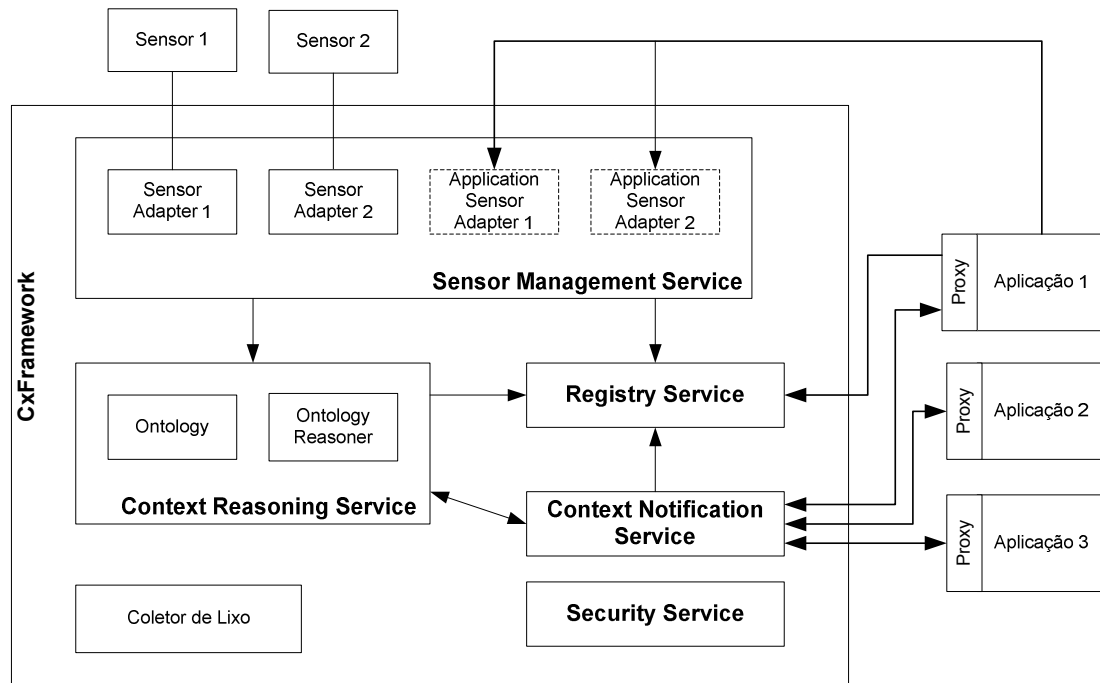 Sensor 1
Sensor 2
Sensor
Adapter 1
Sensor
Adapter 2
Application
Sensor
Adapter 1
Application
Sensor
Adapter 2
Sensor Management Service
CxFramework
Proxy
Aplicação 1
Registry Service
Ontology
Ontology
Reasoner
Context Reasoning Service
Proxy
Aplicação 2
Context Notification
Service
Proxy
Aplicação 3
Coletor de Lixo
Security Service